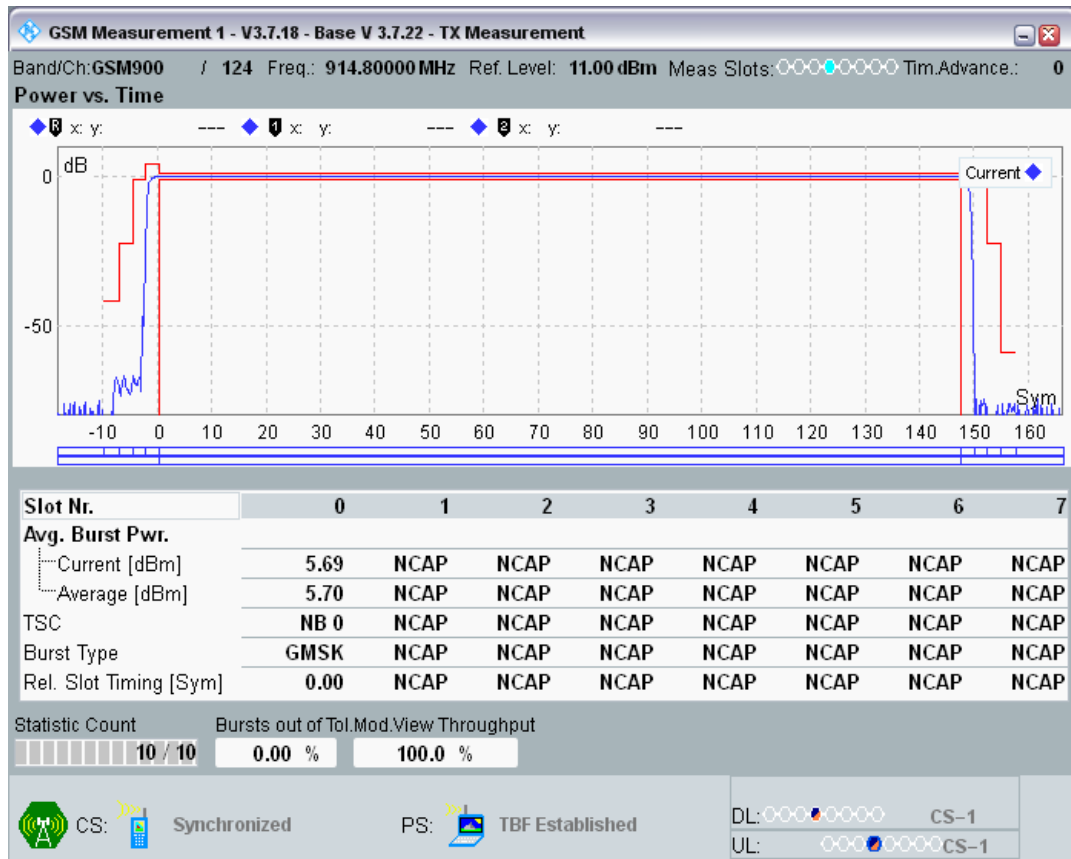 GSM Measurement 1 - V3.7.18 - Base V 3.7.22 - TX Measurement
Band/Ch:GSM900 / 124 Freq.: 914.80000 MHz Ref. Level: 11.00 dBm Meas Slots: Tim.Advance.: 0
Power vs. Time
R x: y: --- 1 x: y: --- 2 x: y: ---
dB
0
Current
-50
Sym
-10 0 10 20 30 40 50 60 70 80 90 100 110 120 130 140 150 160
Slot Nr. 0 1 2 3 4 5 6 7
Avg. Burst Pwr.
Current [dBm] 5.69 NCAP NCAP NCAP NCAP NCAP NCAP NCAP
Average [dBm] 5.70 NCAP NCAP NCAP NCAP NCAP NCAP NCAP
TSC NB 0 NCAP NCAP NCAP NCAP NCAP NCAP NCAP
Burst Type GMSK NCAP NCAP NCAP NCAP NCAP NCAP NCAP
Rel. Slot Timing [Sym] 0.00 NCAP NCAP NCAP NCAP NCAP NCAP NCAP
Statistic Count Bursts out of Tol. Mod.View Throughput
10 / 10 0.00 % 100.0 %
CS: Synchronized PS: TBF Established
DL: CS-1
UL: CS-1